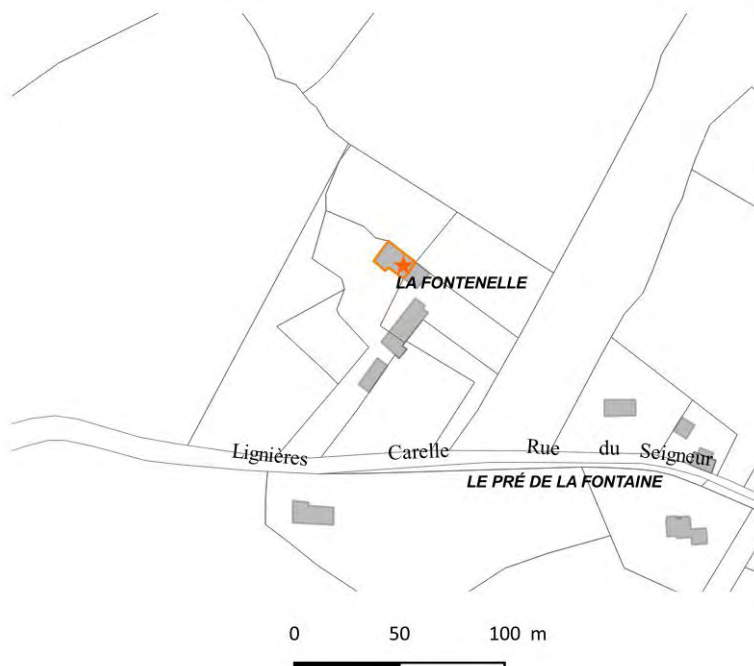 LA FONTENELLE
Lignières Carelle Rue du Seigneur
LE PRÉ DE LA FONTAINE
0 50 100 m